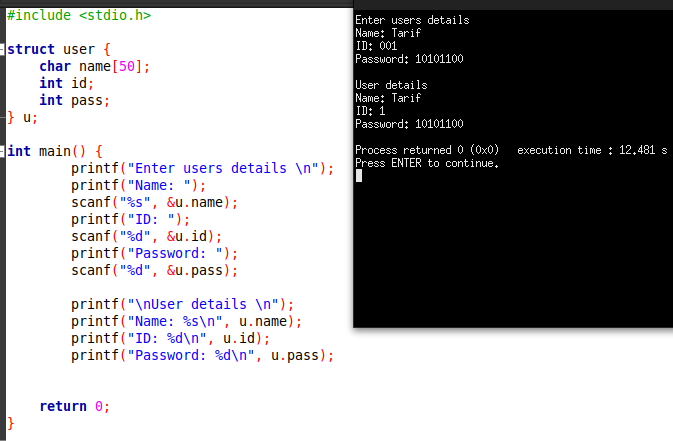 #include <stdio.h>
struct user {
char name[50];
int id;
int pass;
} u;
int main() {
printf("Enter users details \n");
printf("Name: ");
scanf("%s", &u.name);
printf("ID: ");
scanf("%d", &u.id);
printf("Password: ");
scanf("%d", &u.pass);
printf("\nUser details \n");
printf("Name: %s\n", u.name);
printf("ID: %d\n", u.id);
printf("Password: %d\n", u.pass);
return 0;
}
Enter users details
Name: Tarif
ID: 001
Password: 10101100
User details
Name: Tarif
ID: 1
Password: 10101100
Process returned 0 (0x0) execution time : 12.481 s
Press ENTER to continue.